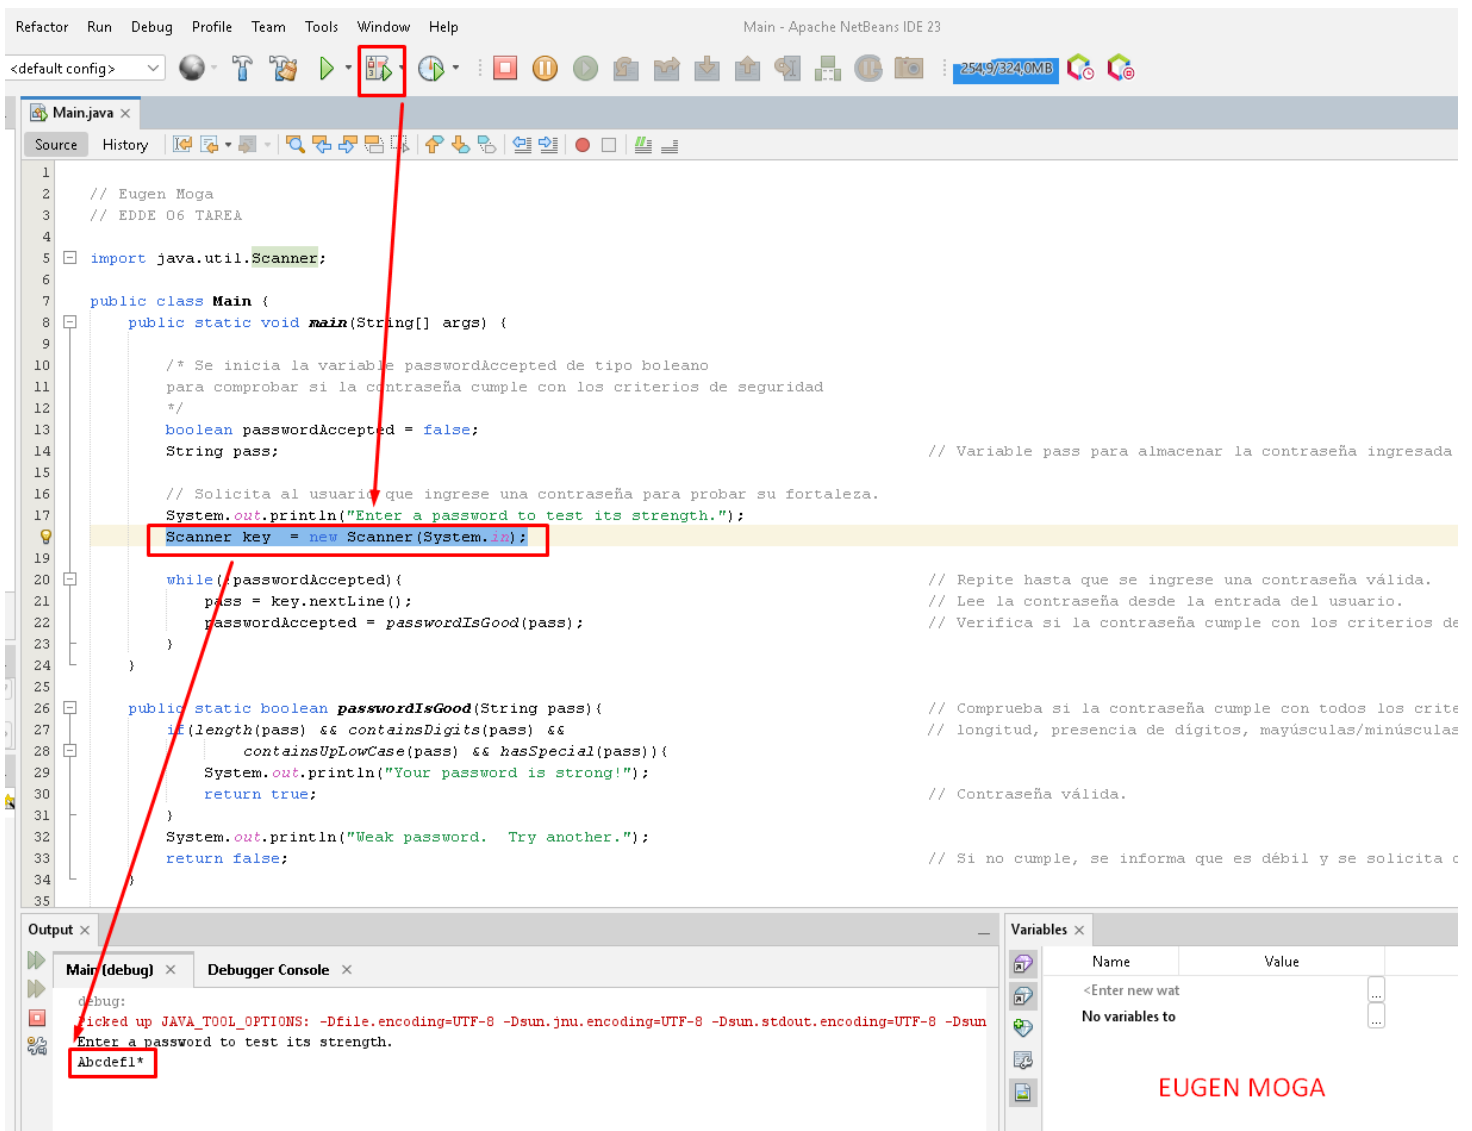 Refactor Run Debug Profile Team Tools Window Help Main - Apache NetBeans IDE 23
<default config> 254,9/324,0MB
Main.java
Source History
1
2 // Eugen Moga
3 // EDDE 06 TAREA
4
5 import java.util.Scanner;
6
7 public class Main {
8 public static void main(String[] args) {
9
10 /* Se inicia la variable passwordAccepted de tipo boleano
11 para comprobar si la contraseña cumple con los criterios de seguridad
12 */
13 boolean passwordAccepted = false;
14 String pass; // Variable pass para almacenar la contraseña ingresada
15
16 // Solicita al usuario que ingrese una contraseña para probar su fortaleza.
17 System.out.println("Enter a password to test its strength.");
Scanner key = new Scanner(System.in);
19
20 while(!passwordAccepted){ // Repite hasta que se ingrese una contraseña válida.
21 pass = key.nextLine(); // Lee la contraseña desde la entrada del usuario.
22 passwordAccepted = passwordIsGood(pass); // Verifica si la contraseña cumple con los criterios de
23 }
24 }
25
26 public static boolean passwordIsGood(String pass){ // Comprueba si la contraseña cumple con todos los crite
27 if(length(pass) && containsDigits(pass) && // longitud, presencia de dígitos, mayúsculas/minúsculas
28 containsUpLowCase(pass) && hasSpecial(pass)){
29 System.out.println("Your password is strong!");
30 return true; // Contraseña válida.
31 }
32 System.out.println("Weak password.  Try another.");
33 return false; // Si no cumple, se informa que es débil y se solicita
34 }
35
Output Variables
Main (debug) Debugger Console Name Value
debug: <Enter new wat ...
Picked up JAVA_TOOL_OPTIONS: -Dfile.encoding=UTF-8 -Dsun.jnu.encoding=UTF-8 -Dsun.stdout.encoding=UTF-8 -Dsun No variables to ...
Enter a password to test its strength.
Abcdef1*
EUGEN MOGA